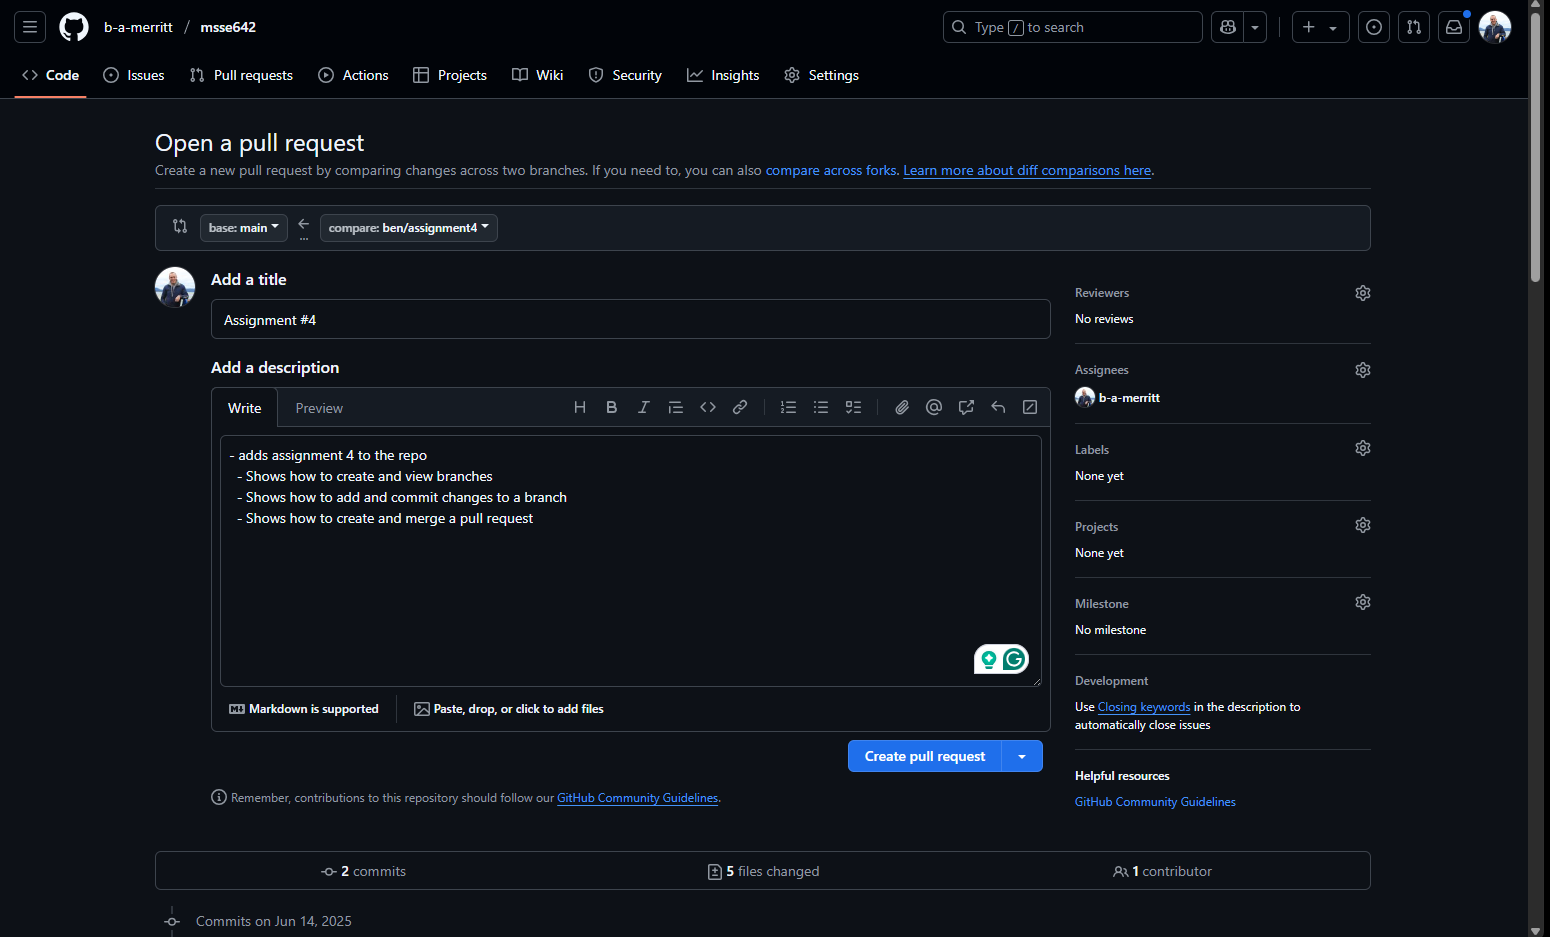 b-a-merritt / msse642
Type / to search
Code
Issues
Pull requests
Actions
Projects
Wiki
Security
Insights
Settings
Open a pull request
Create a new pull request by comparing changes across two branches. If you need to, you can also compare across forks. Learn more about diff comparisons here.
base: main
...
compare: ben/assignment4
Add a title
Assignment #4
Add a description
Write
Preview
H B I
- adds assignment 4 to the repo
- Shows how to create and view branches
- Shows how to add and commit changes to a branch
- Shows how to create and merge a pull request
G
Markdown is supported
Paste, drop, or click to add files
Create pull request
Remember, contributions to this repository should follow our GitHub Community Guidelines.
Reviewers
No reviews
Assignees
b-a-merritt
Labels
None yet
Projects
None yet
Milestone
No milestone
Development
Use Closing keywords in the description to
automatically close issues
Helpful resources
GitHub Community Guidelines
2 commits
5 files changed
1 contributor
Commits on Jun 14, 2025